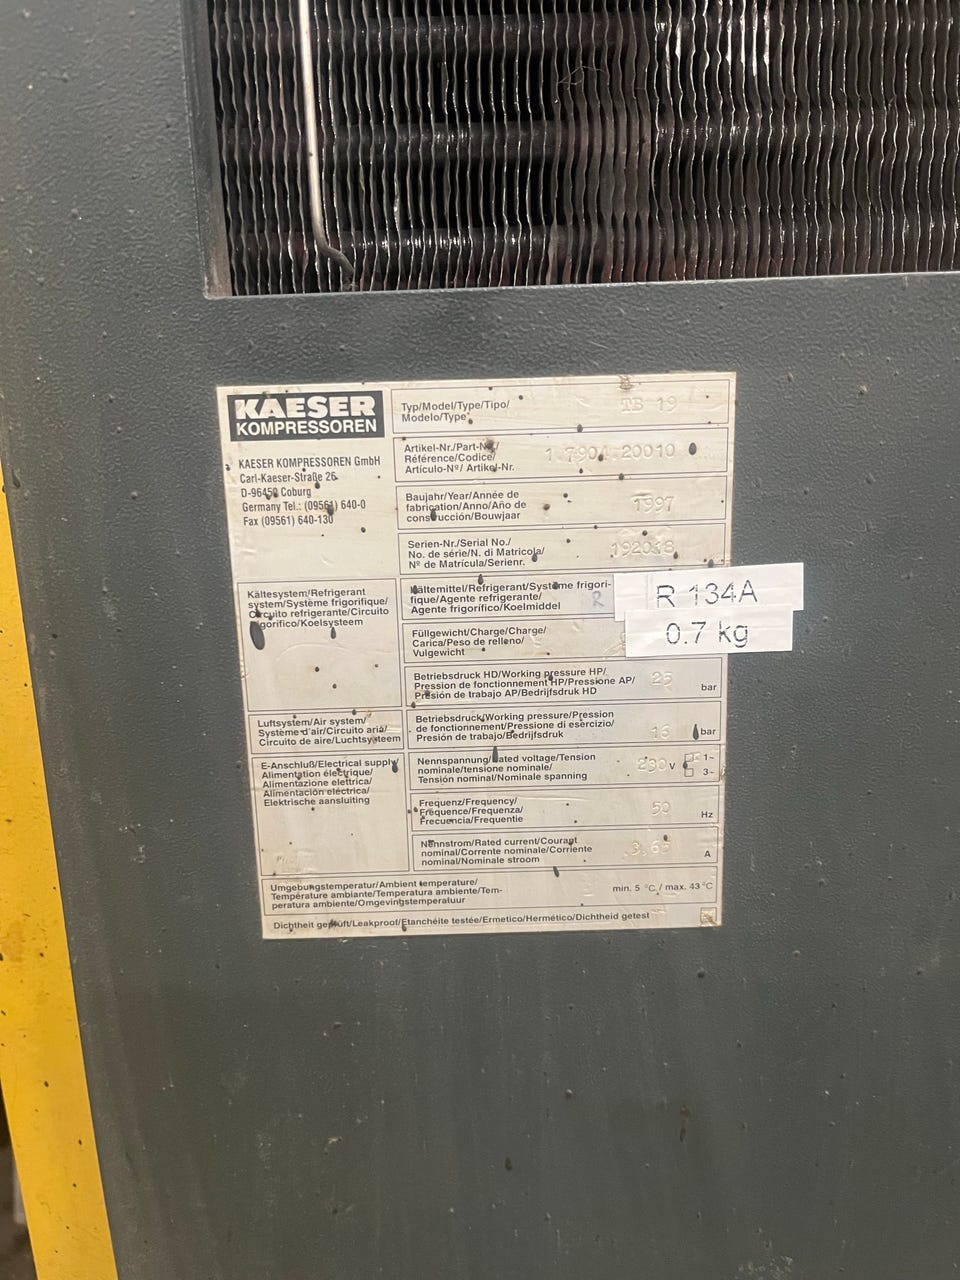 KAESER
KOMPRESSOREN
KAESER KOMPRESSOREN GmbH
Carl-Kaeser-Straße 26
D-96450 Coburg
Germany Tel.: (09561) 640-0
Fax (09561) 640-130
Typ/Model/Type/Tipo/
Modelo/Type
TB 19
Artikel-Nr./Part-Nr./
Référence/Codice/
Artículo-Nº/ Artikel-Nr.
20010
Baujahr/Year/Année de
fabrication/Anno/Año de
construcción/Bouwjaar
1997
Serien-Nr./Serial No./
No. de série/N. di Matricola/
Nº de Matrícula/Serienr.
Kältesystem/Refrigerant
system/Système frigorifique/
Circuito refrigerante/Circuito
frigorifico/Koelsysteem
Kältemittel/Refrigerant/Système frigori-
fique/Agente refrigerante/
Agente frigorífico/Koelmiddel
R
R 134A
Füllgewicht/Charge/Charge/
Carica/Peso de relleno/
Vulgewicht
0.7 kg
Betriebsdruck HD/Working pressure HP/
Pression de fonctionnement HP/Pressione AP/
Presión de trabajo AP/Bedrijfsdruk HD
25 bar
Luftsystem/Air system/
Système d'air/Circuito aria/
Circuito de aire/Luchtsysteem
Betriebsdruck/Working pressure/Pression
de fonctionnement/Pressione di esercizio/
Presión de trabajo/Bedrijfsdruk
16 bar
E-Anschluß/Electrical supply/
Alimentation électrique/
Alimentazione elettrica/
Alimentación eléctrica/
Elektrische aansluiting
Nennspannung/Rated voltage/Tension
nominale/tensione nominale/
Tensión nominal/Nominale spanning
230 V 1~
3~
Frequenz/Frequency/
Fréquence/Frequenza/
Frecuencia/Frequentie
50 Hz
Nennstrom/Rated current/Courant
nominal/Corrente nominale/Corriente
nominal/Nominale stroom
A
Umgebungstemperatur/Ambient temperature/
Température ambiante/Temperatura ambiente/Tem-
peratura ambiente/Omgevingstemperatuur
min. 5 °C / max. 43 °C
Dichtheit geprüft/Leakproof/Etanchéite testée/Ermetico/Hermético/Dichtheid getest